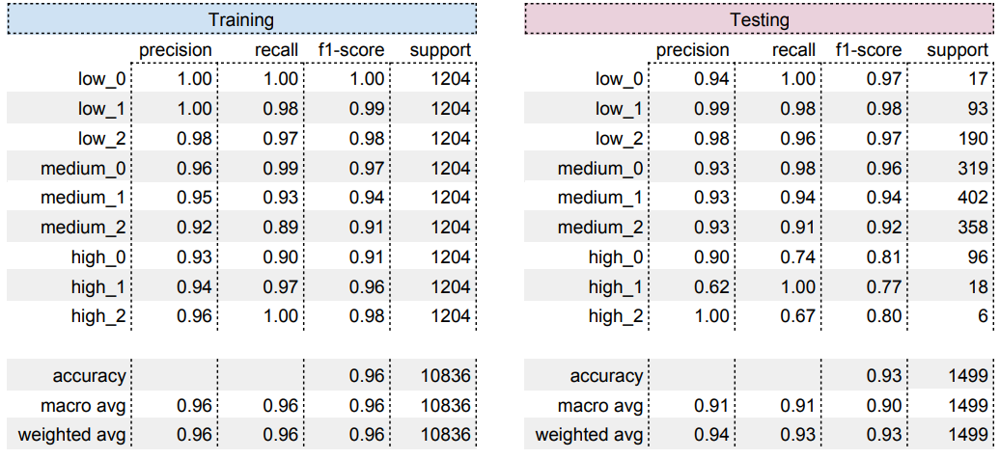 Training Testing
precision recall f1-score support precision recall f1-score support
low_0 1.00 1.00 1.00 1204 low_0 0.94 1.00 0.97 17
low_1 1.00 0.98 0.99 1204 low_1 0.99 0.98 0.98 93
low_2 0.98 0.97 0.98 1204 low_2 0.98 0.96 0.97 190
medium_0 0.96 0.99 0.97 1204 medium_0 0.93 0.98 0.96 319
medium_1 0.95 0.93 0.94 1204 medium_1 0.93 0.94 0.94 402
medium_2 0.92 0.89 0.91 1204 medium_2 0.93 0.91 0.92 358
high_0 0.93 0.90 0.91 1204 high_0 0.90 0.74 0.81 96
high_1 0.94 0.97 0.96 1204 high_1 0.62 1.00 0.77 18
high_2 0.96 1.00 0.98 1204 high_2 1.00 0.67 0.80 6
accuracy 0.96 10836 accuracy 0.93 1499
macro avg 0.96 0.96 0.96 10836 macro avg 0.91 0.91 0.90 1499
weighted avg 0.96 0.96 0.96 10836 weighted avg 0.94 0.93 0.93 1499